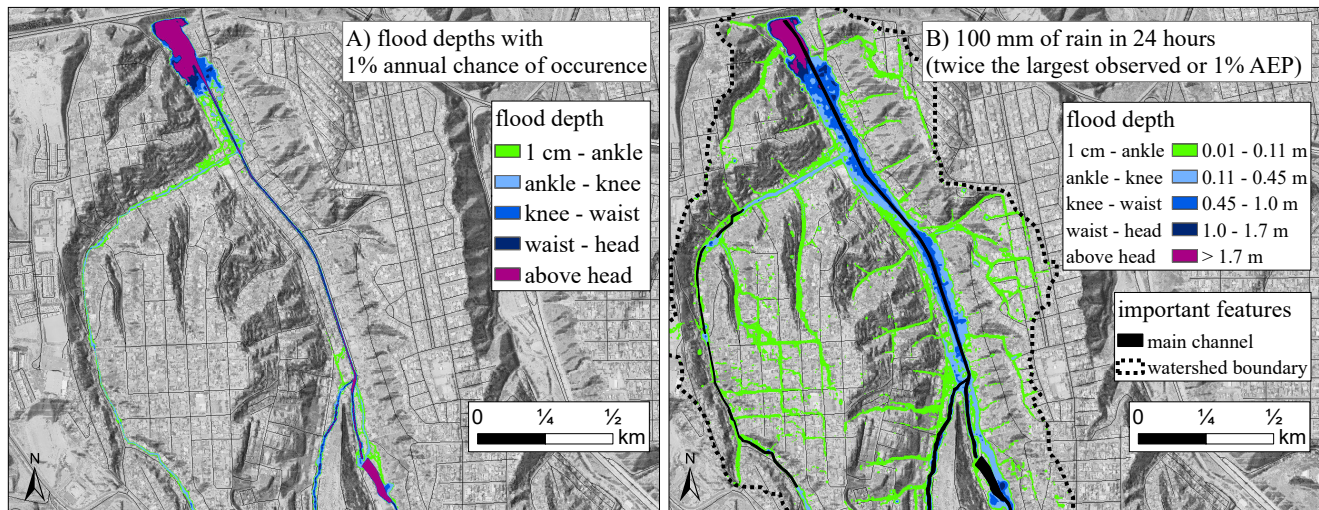 A) flood depths with
1% annual chance of occurence
flood depth
1 cm - ankle
ankle - knee
knee - waist
waist - head
above head
0 ¼ ½
km
N
B) 100 mm of rain in 24 hours
(twice the largest observed or 1% AEP)
flood depth
1 cm - ankle 0.01 - 0.11 m
ankle - knee 0.11 - 0.45 m
knee - waist 0.45 - 1.0 m
waist - head 1.0 - 1.7 m
above head > 1.7 m
important features
main channel
watershed boundary
0 ¼ ½
km
N